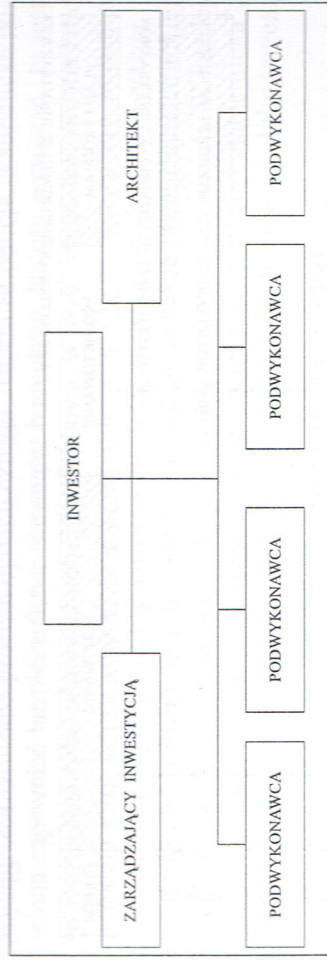 INWESTOR
ZARZĄDZAJĄCY INWESTYCJĄ
ARCHITEKT
PODWYKONAWCA
PODWYKONAWCA
PODWYKONAWCA
PODWYKONAWCA